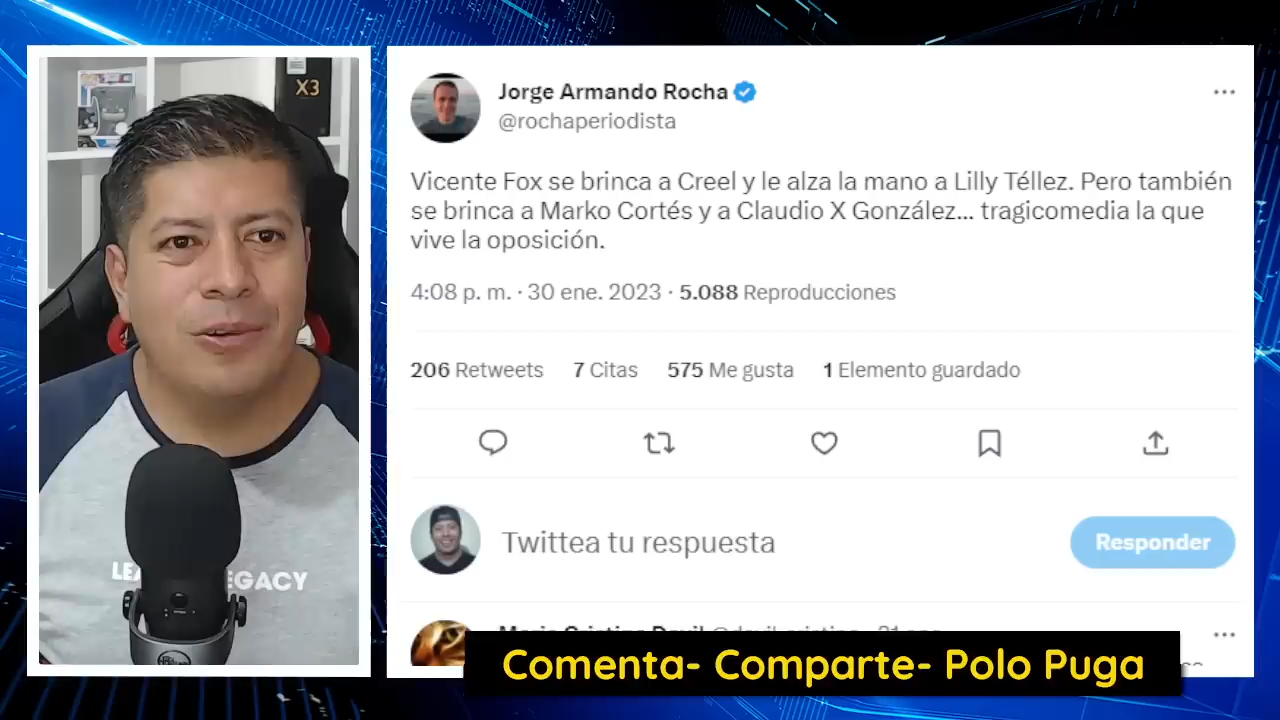 X3
LE
EGACY
Jorge Armando Rocha
@rochaperiodista
Vicente Fox se brinca a Creel y le alza la mano a Lilly Téllez. Pero también
se brinca a Marko Cortés y a Claudio X González... tragicomedia la que
vive la oposición.
4:08 p. m. · 30 ene. 2023 · 5.088 Reproducciones
206 Retweets 7 Citas 575 Me gusta 1 Elemento guardado
Twittea tu respuesta
Responder
Comenta- Comparte- Polo Puga